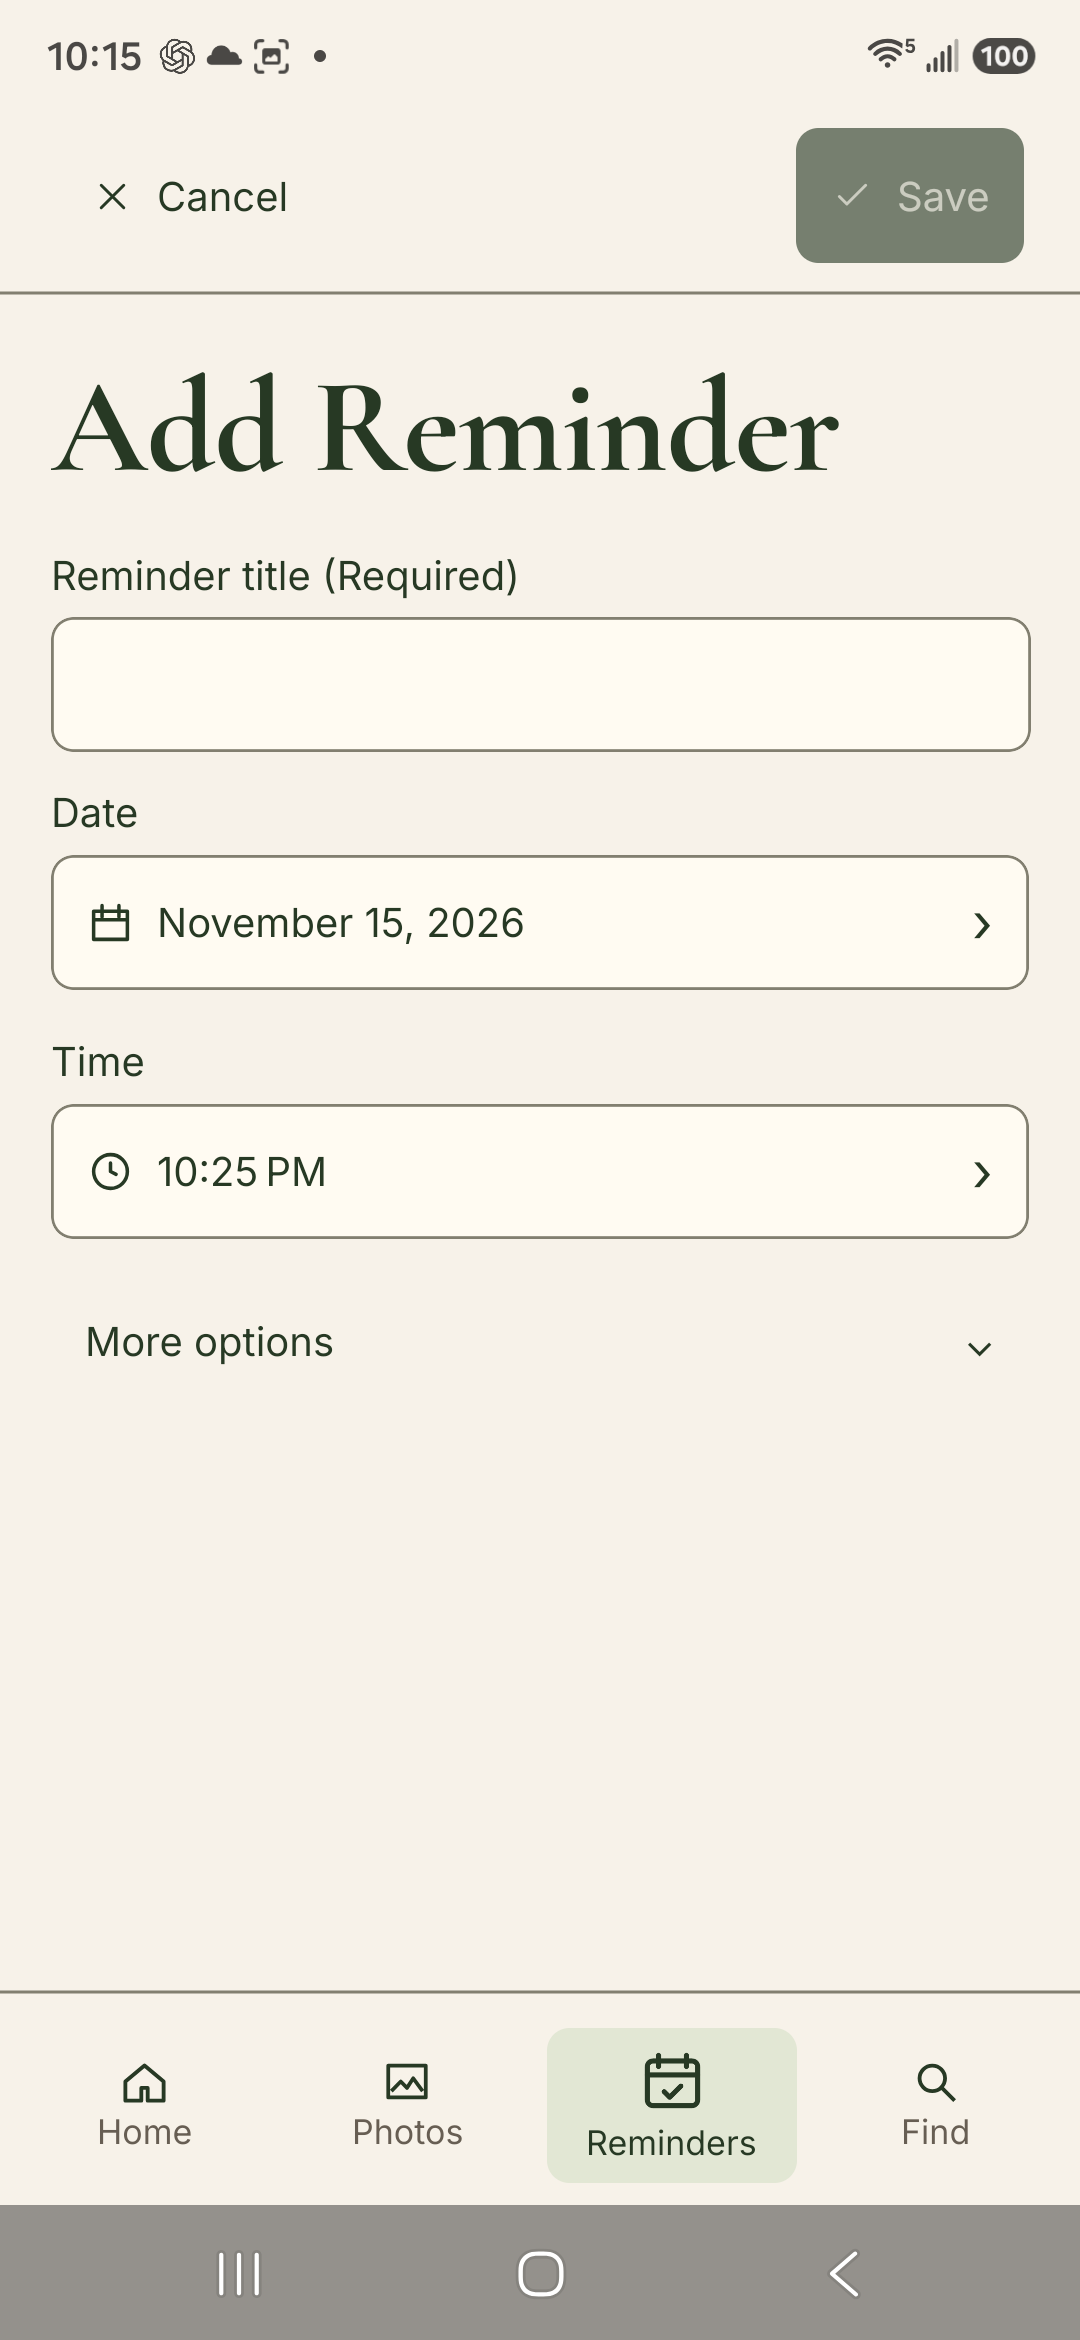 10:15
5
100
Cancel
Save
Add Reminder
Reminder title (Required)
Date
November 15, 2026
Time
10:25 PM
More options
Home
Photos
Reminders
Find